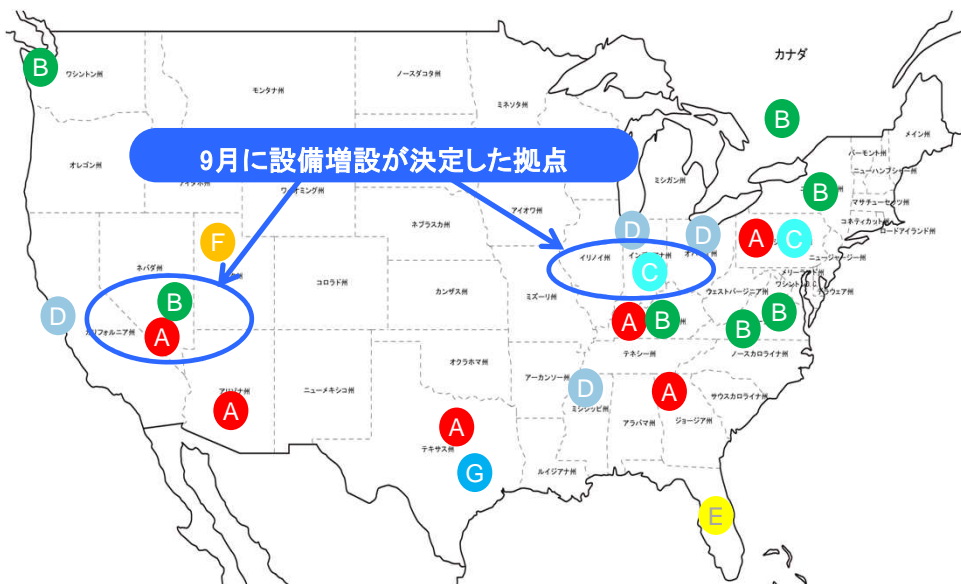 カナダ
B
ワシントン州
モンタナ州
ノースダコタ州
ミネソタ州
B
メイン州
バーモント州
ニューハンプシャー州
オレゴン州
9月に設備増設が決定した拠点
ミシガン州
B
マサチューセッツ州
コネティカット州
ロードアイランド州
アイオワ州
ネブラスカ州
F
D
D
A
C
ニュージャージー州
ネバダ州
イリノイ州
C
コロラド州
カンザス州
ミズーリ州
ウェストバージニア州
D
B
カリフォルニア州
A
A
B
B
B
テネシー州
ノースカロライナ州
オクラホマ州
アーカンソー州
ニューメキシコ州
D
ミシシッピ州
A
サウスカロライナ州
アリゾナ州
A
アラバマ州
ジョージア州
A
テキサス州
G
ルイジアナ州
E